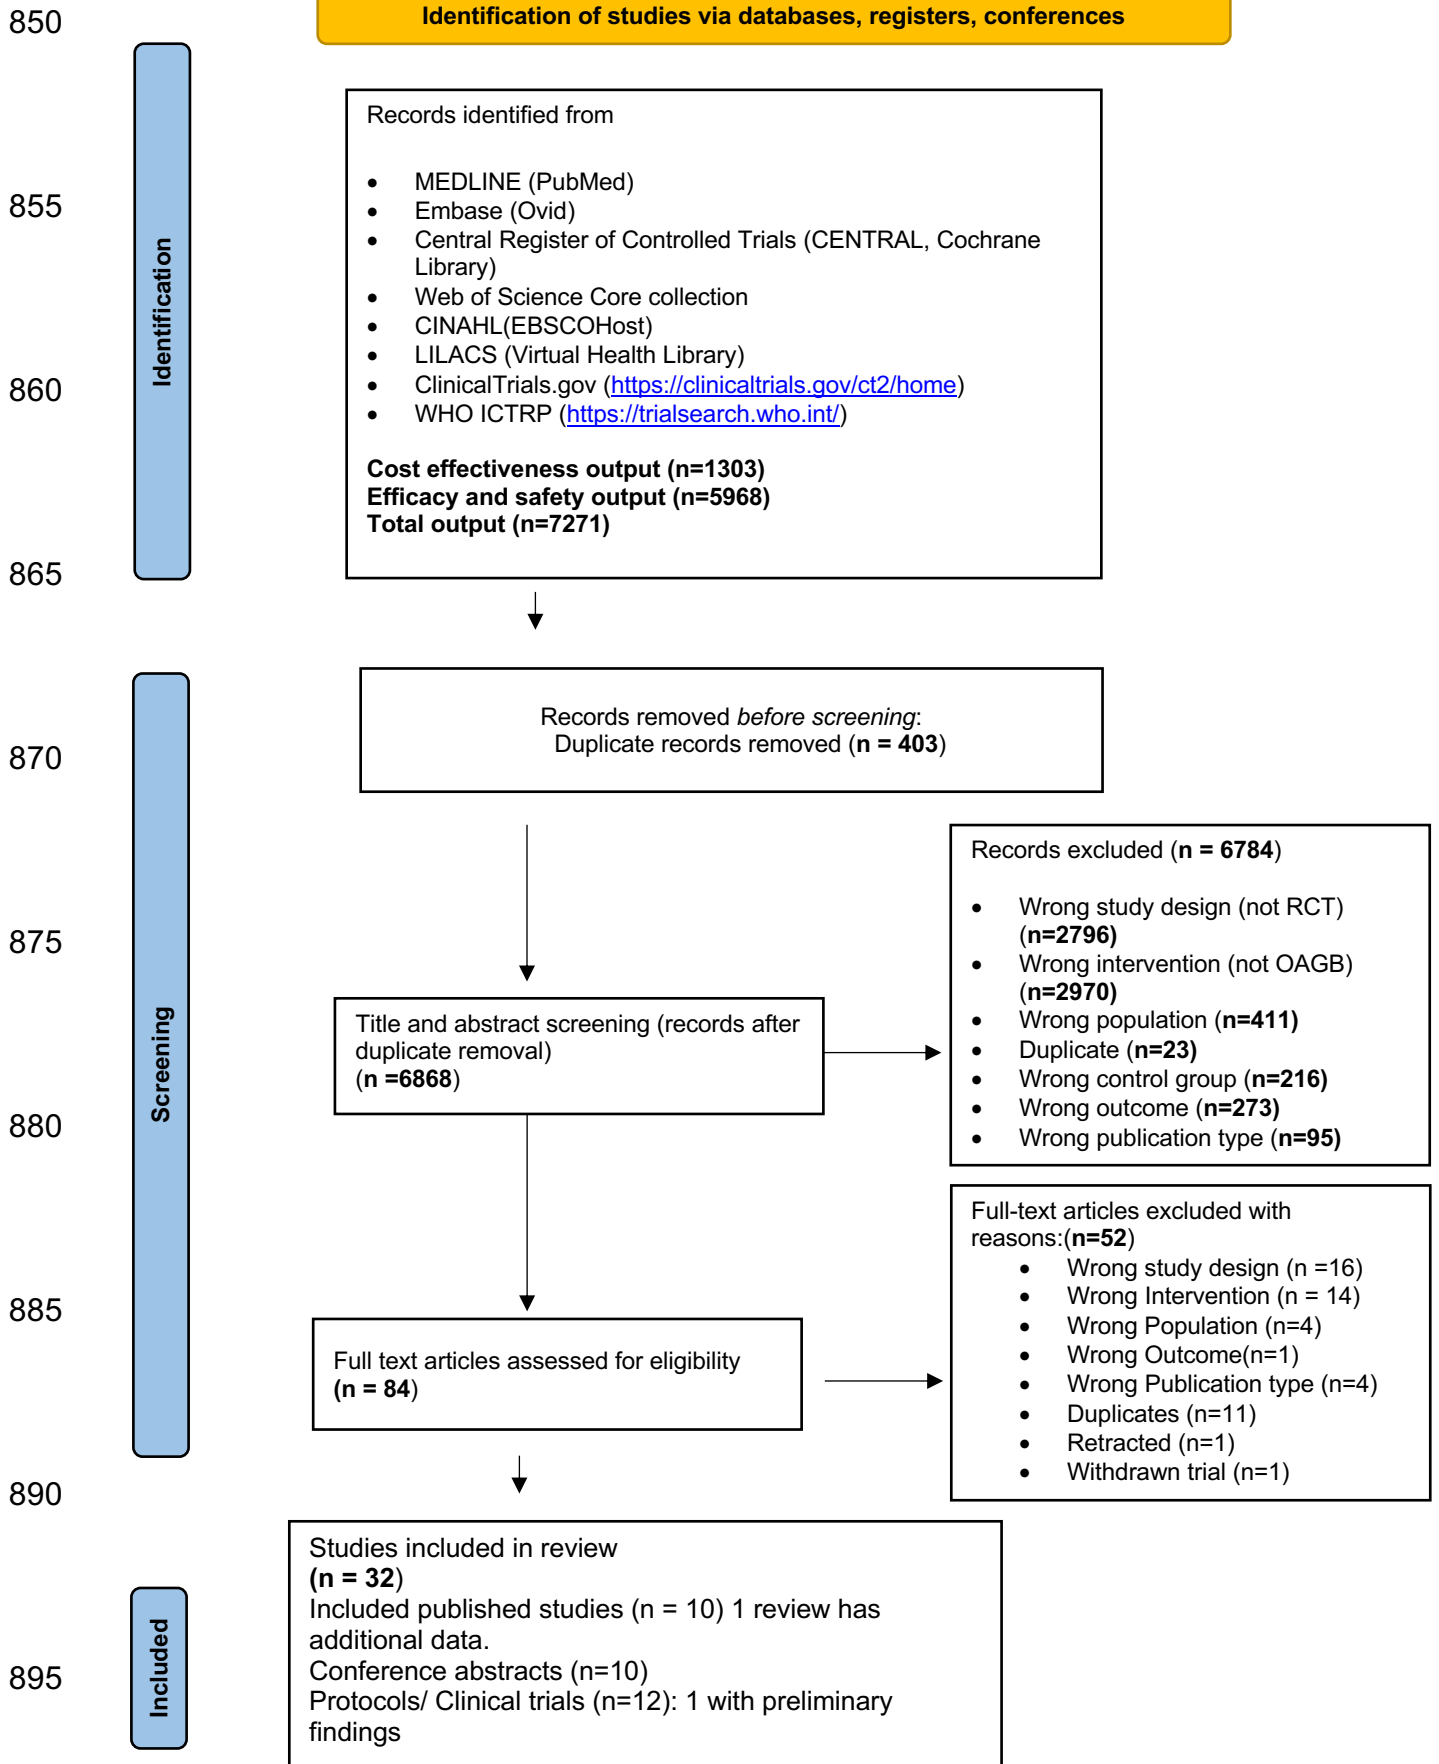 850
Identification of studies via databases, registers, conferences
Identification
Records identified from
• MEDLINE (PubMed)
855
• Embase (Ovid)
• Central Register of Controlled Trials (CENTRAL, Cochrane
Library)
• Web of Science Core collection
• CINAHL(EBSCOHost)
• LILACS (Virtual Health Library)
860
• ClinicalTrials.gov (https://clinicaltrials.gov/ct2/home)
• WHO ICTRP (https://trialsearch.who.int/)
Cost effectiveness output (n=1303)
Efficacy and safety output (n=5968)
Total output (n=7271)
865
Screening
Records removed before screening:
Duplicate records removed (n = 403)
870
Records excluded (n = 6784)
• Wrong study design (not RCT)
(n=2796)
875
• Wrong intervention (not OAGB)
(n=2970)
• Wrong population (n=411)
• Duplicate (n=23)
• Wrong control group (n=216)
• Wrong outcome (n=273)
• Wrong publication type (n=95)
Title and abstract screening (records after
duplicate removal)
(n =6868)
880
Full-text articles excluded with
reasons:(n=52)
• Wrong study design (n =16)
• Wrong Intervention (n = 14)
• Wrong Population (n=4)
• Wrong Outcome(n=1)
• Wrong Publication type (n=4)
• Duplicates (n=11)
• Retracted (n=1)
• Withdrawn trial (n=1)
885
Full text articles assessed for eligibility
(n = 84)
890
Included
Studies included in review
(n = 32)
Included published studies (n = 10) 1 review has
additional data.
Conference abstracts (n=10)
895
Protocols/ Clinical trials (n=12): 1 with preliminary
findings